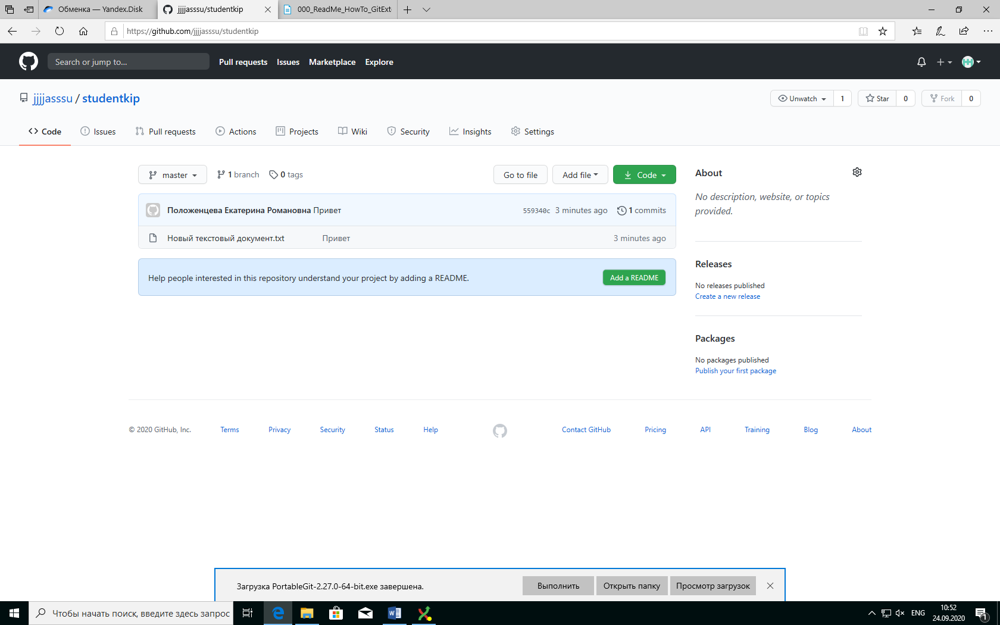 Обменка — Yandex.Disk
jjjjasssu/studentkip
000_ReadMe_HowTo_GitExt
https://github.com/jjjjasssu/studentkip
Search or jump to...
Pull requests
Issues
Marketplace
Explore
jjjjasssu / studentkip
Unwatch
1
Star
0
Fork
0
Code
Issues
Pull requests
Actions
Projects
Wiki
Security
Insights
Settings
master
1 branch
0 tags
Go to file
Add file
Code
Положенцева Екатерина Романовна Привет
559340c
3 minutes ago
1 commits
Новый текстовый документ.txt
Привет
3 minutes ago
Help people interested in this repository understand your project by adding a README.
Add a README
About
No description, website, or topics
provided.
Releases
No releases published
Create a new release
Packages
No packages published
Publish your first package
© 2020 GitHub, Inc.
Terms
Privacy
Security
Status
Help
Contact GitHub
Pricing
API
Training
Blog
About
Загрузка PortableGit-2.27.0-64-bit.exe завершена.
Выполнить
Открыть папку
Просмотр загрузок
Чтобы начать поиск, введите здесь запрос
ENG
10:52
24.09.2020
1